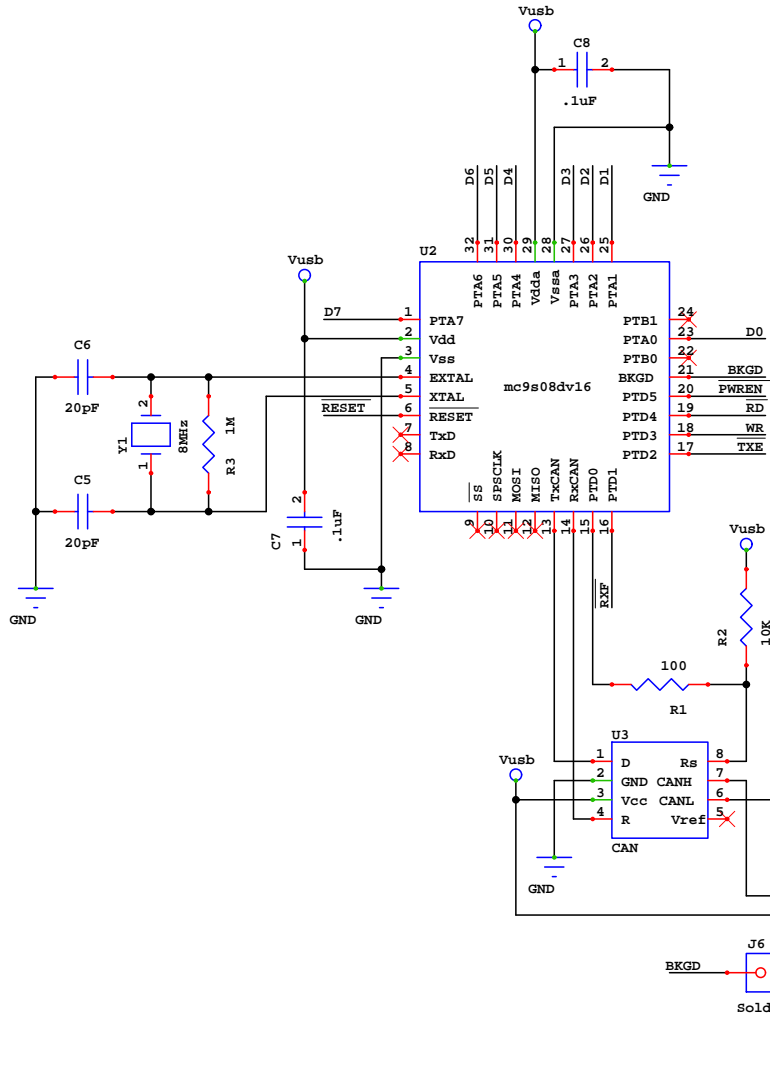 Vusb
C8
1 2
.1uF
GND
D6 D5 D4 D3 D2 D1
U2
32 31 30 29 28 27 26 25
PTA6 PTA5 PTA4 Vdda Vssa PTA3 PTA2 PTA1
Vusb
D7 1 PTA7
2 Vdd
3 Vss
4 EXTAL
5 XTAL
RESET 6 RESET
7 TxD
8 RxD
mc9s08dv16
PTB1 24
PTA0 23 D0
PTB0 22
BKGD 21 BKGD
PTD5 20 PWREN
PTD4 19 RD
PTD3 18 WR
PTD2 17 TXE
SS SPSCLK MOSI MISO TxCAN RxCAN PTD0 PTD1
9 10 11 12 13 14 15 16
C6
20pF
2
Y1
1
8MHz
1M
R3
C5
20pF
2
C7
1
.1uF
GND
GND
RXF
Vusb
R2
10K
100
R1
U3
Vusb
1 D
2 GND
3 Vcc
4 R
Rs 8
CANH 7
CANL 6
Vref 5
CAN
GND
J6
BKGD
Sold